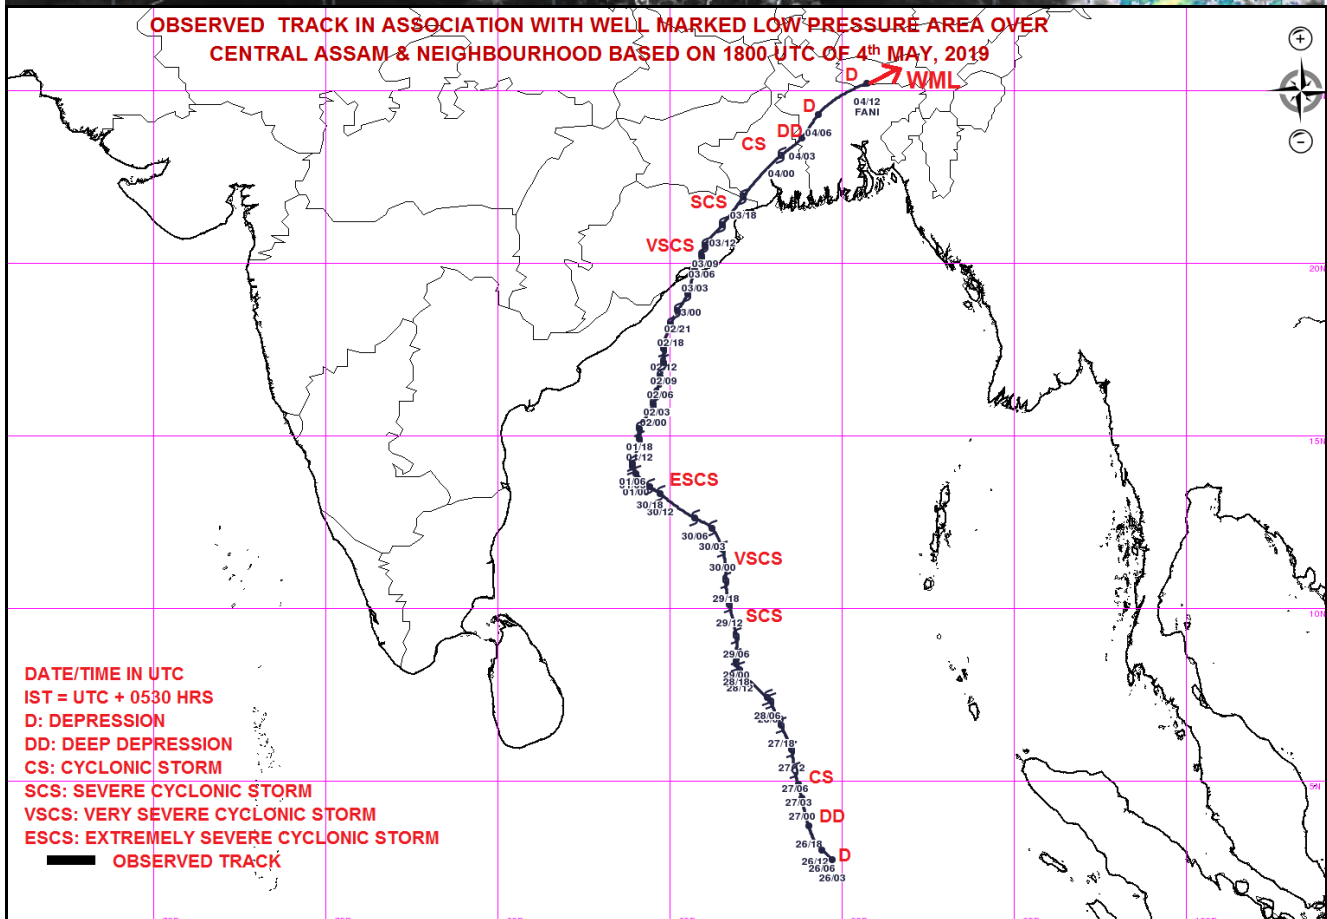 OBSERVED TRACK IN ASSOCIATION WITH WELL MARKED LOW PRESSURE AREA OVER
CENTRAL ASSAM & NEIGHBOURHOOD BASED ON 1800 UTC OF 4th MAY, 2019
D
WML
04/12
FANI
D
DD
04/06
CS
04/03
04/00
SCS
03/18
VSCS
03/12
03/09
20N
03/06
03/03
03/00
02/21
02/18
02/12
02/09
02/06
02/03
02/00
15N
01/18
01/12
01/06
01/00
ESCS
30/18
30/12
30/06
30/03
VSCS
30/00
29/18
10N
SCS
29/12
29/06
29/00
28/18
28/12
28/06
27/18
27/12
CS
5N
27/06
27/03
27/00
DD
26/18
D
26/12
26/06
26/03
DATE/TIME IN UTC
IST = UTC + 0530 HRS
D: DEPRESSION
DD: DEEP DEPRESSION
CS: CYCLONIC STORM
SCS: SEVERE CYCLONIC STORM
VSCS: VERY SEVERE CYCLONIC STORM
ESCS: EXTREMELY SEVERE CYCLONIC STORM
OBSERVED TRACK